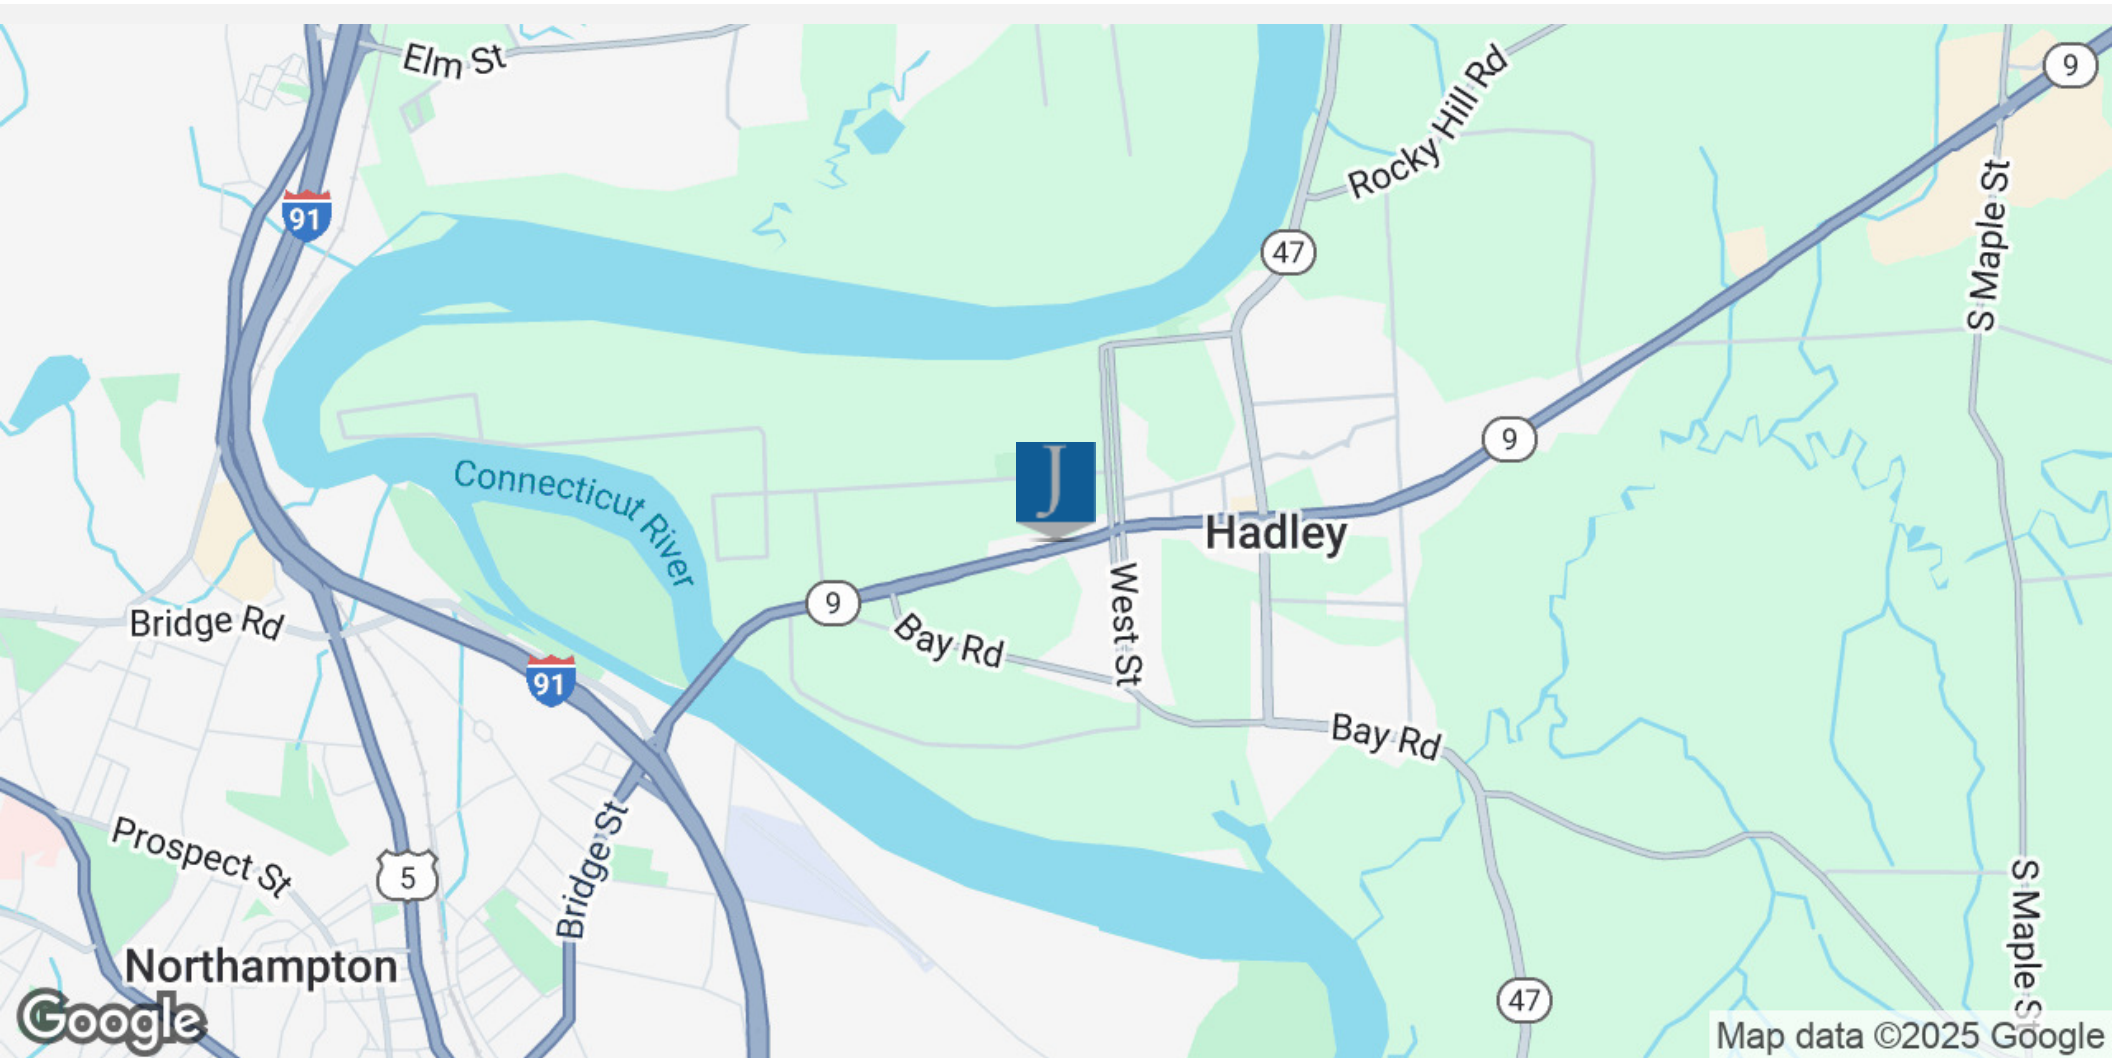 Elm St
Rocky Hill Rd
9
91
47
S Maple St
9
J
Connecticut River
Hadley
9
West St
Bridge Rd
Bay Rd
91
Bay Rd
Prospect St
5
Bridge St
S Maple St
Northampton
47
Google
Map data ©2025 Google